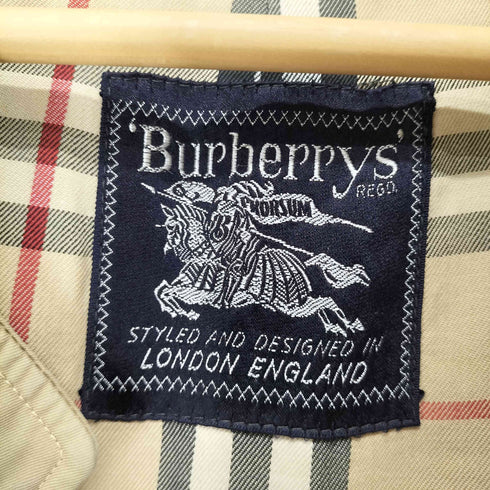 'Burberrys'
REGD.
PRORSUM
STYLED AND DESIGNED IN
LONDON ENGLAND